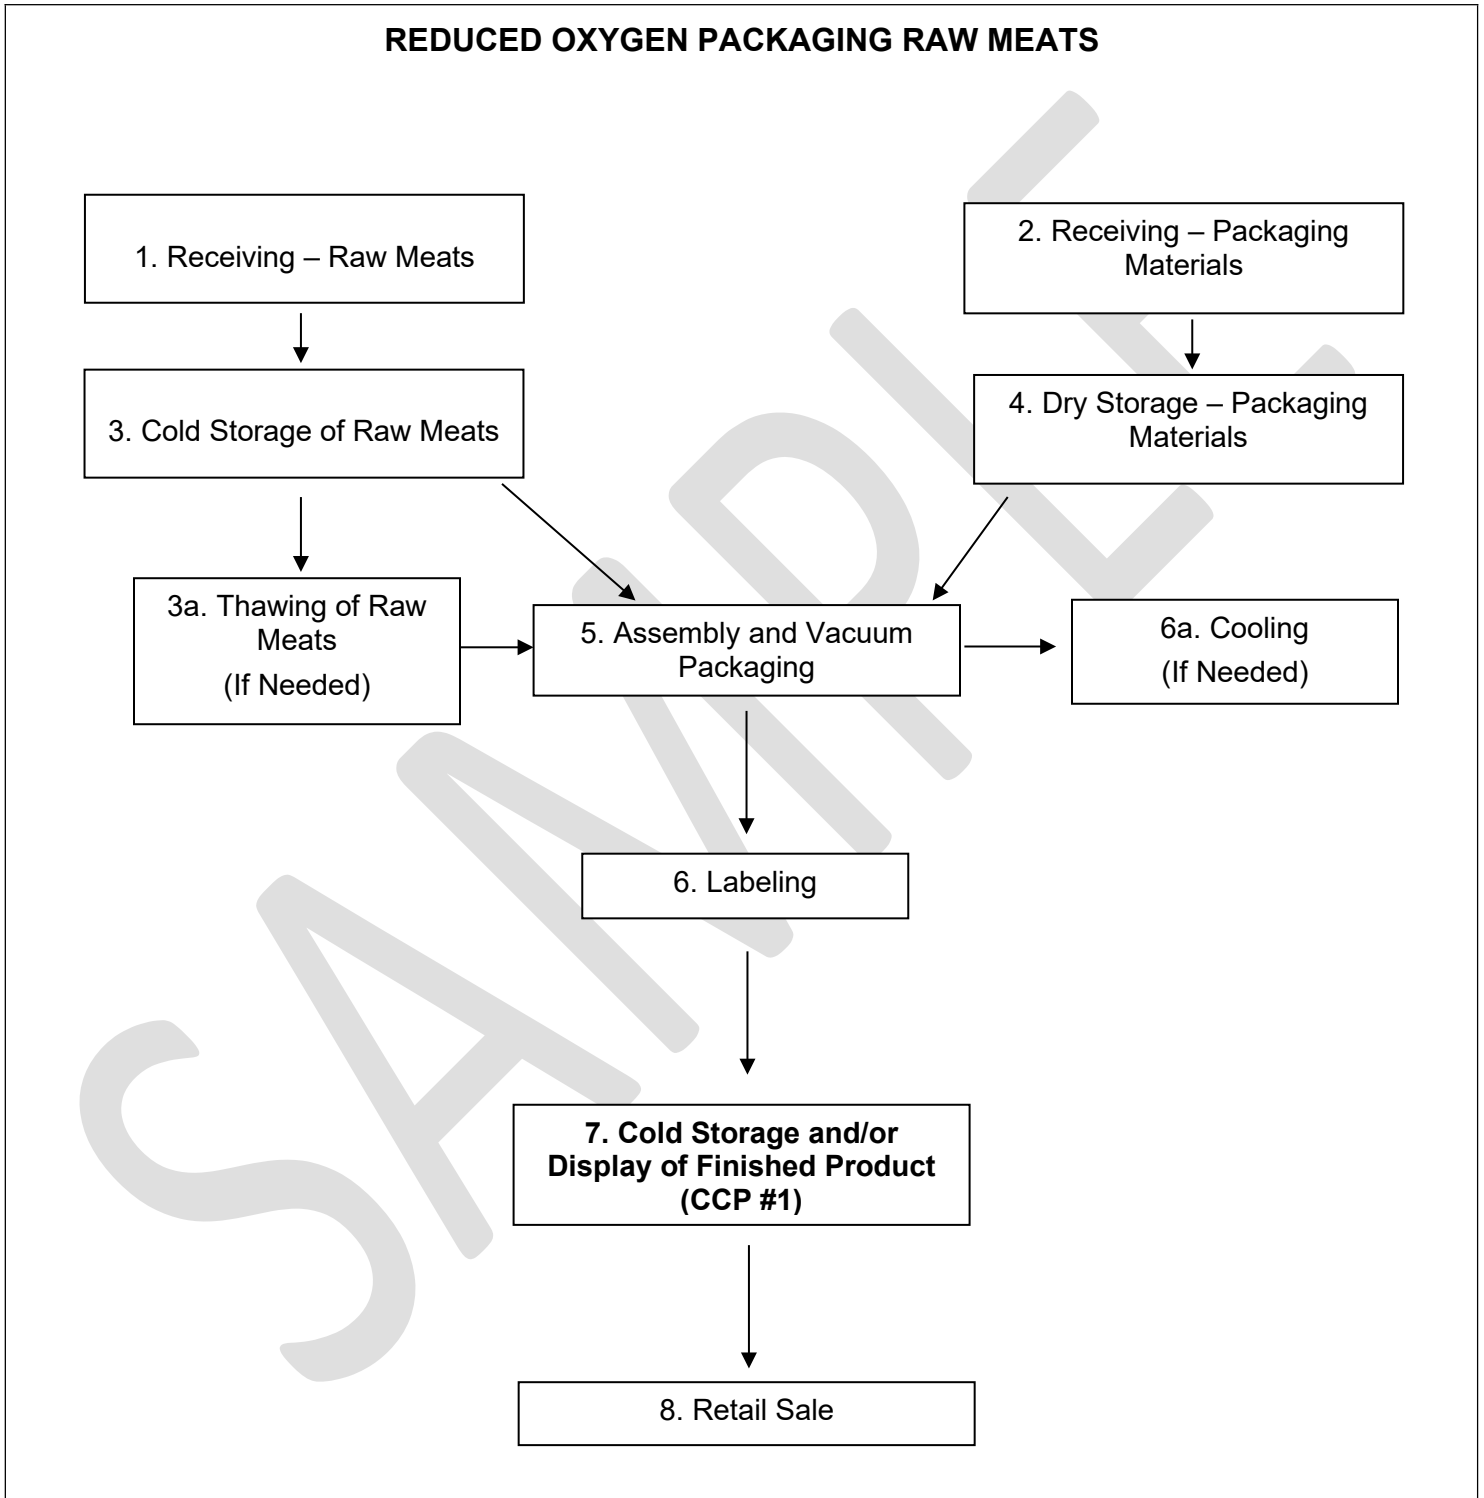 REDUCED OXYGEN PACKAGING RAW MEATS
1. Receiving – Raw Meats
2. Receiving – Packaging
Materials
3. Cold Storage of Raw Meats
4. Dry Storage – Packaging
Materials
3a. Thawing of Raw
Meats
(If Needed)
5. Assembly and Vacuum
Packaging
6a. Cooling
(If Needed)
6. Labeling
7. Cold Storage and/or
Display of Finished Product
(CCP #1)
8. Retail Sale
SAMPLE